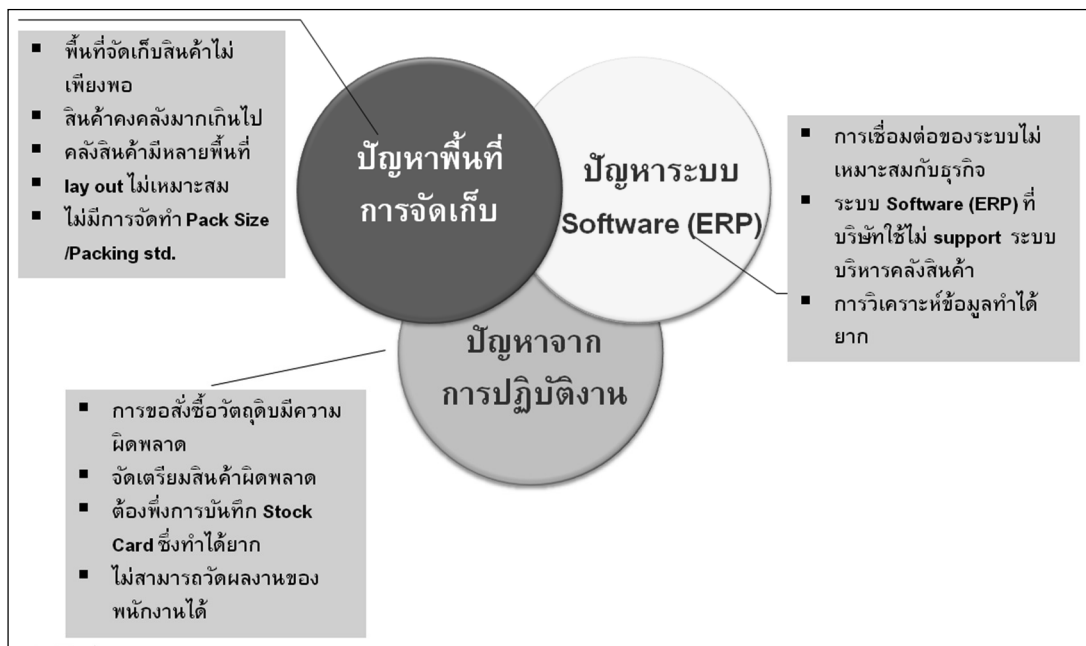 ▪ พื้นที่จัดเก็บสินค้าไม่
เพียงพอ
▪ สินค้าคงคลังมากเกินไป
▪ คลังสินค้ามีหลายพื้นที่
▪ lay out ไม่เหมาะสม
▪ ไม่มีการจัดทำ Pack Size
/Packing std.
ปัญหาพื้นที่
การจัดเก็บ
ปัญหาระบบ
Software (ERP)
▪ การเชื่อมต่อของระบบไม่
เหมาะสมกับธุรกิจ
▪ ระบบ Software (ERP) ที่
บริษัทใช้ไม่ support ระบบ
บริหารคลังสินค้า
▪ การวิเคราะห์ข้อมูลทำได้
ยาก
ปัญหาจาก
การปฏิบัติงาน
▪ การขอสั่งซื้อวัตถุดิบมีความ
ผิดพลาด
▪ จัดเตรียมสินค้าผิดพลาด
▪ ต้องพึ่งการบันทึก Stock
Card ซึ่งทำได้ยาก
▪ ไม่สามารถวัดผลงานของ
พนักงานได้